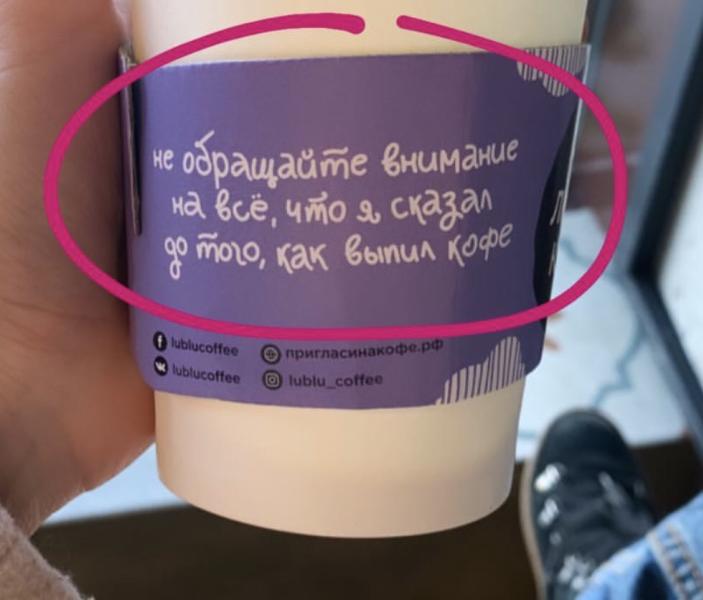 не обращайте внимание
на всё, что я сказал
до того, как выпил кофе
lublucoffee
пригласинакофе.рф
lublucoffee
lublu_coffee